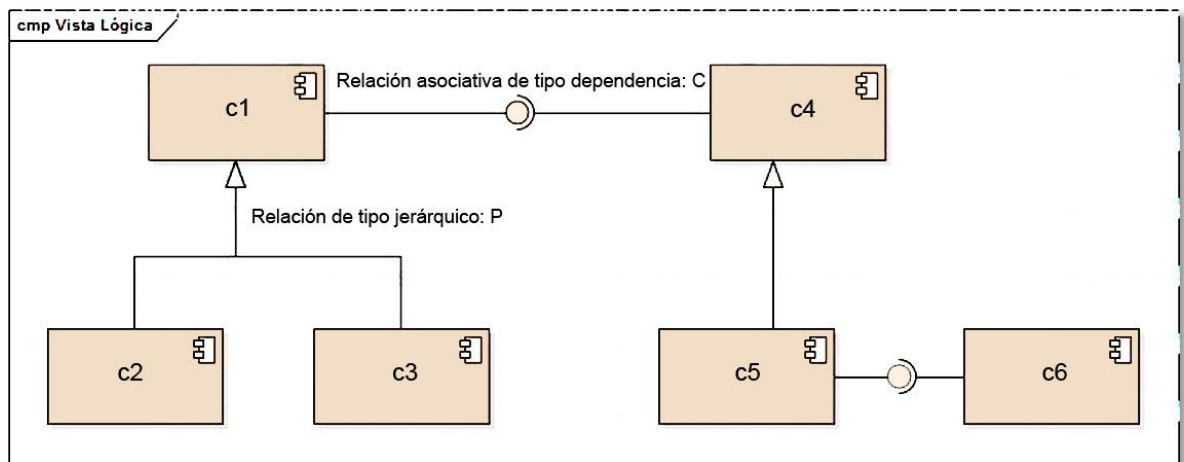 cmp Vista Lógica
Relación asociativa de tipo dependencia: C
c1
c4
Relación de tipo jerárquico: P
c2
c3
c5
c6